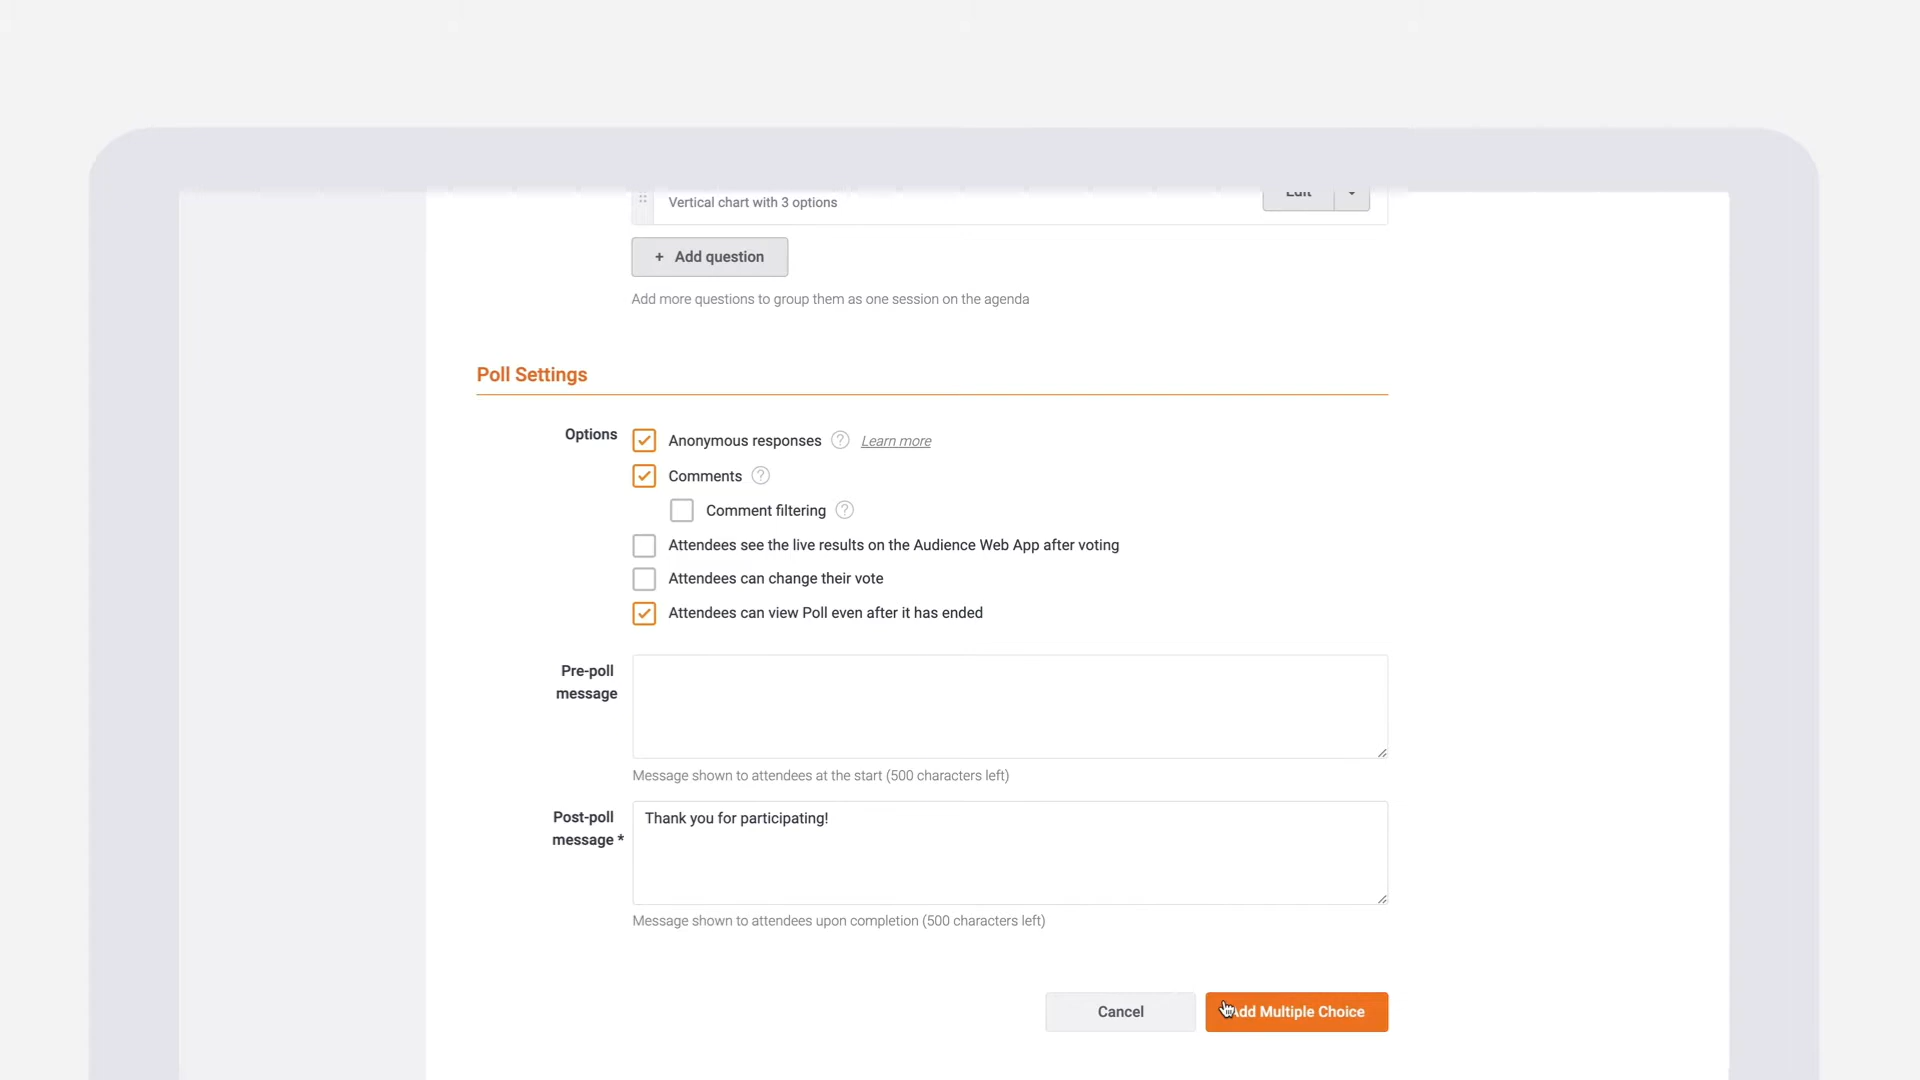 Edit
Vertical chart with 3 options
+ Add question
Add more questions to group them as one session on the agenda
Poll Settings
Options
Anonymous responses ? Learn more
Comments ?
Comment filtering ?
Attendees see the live results on the Audience Web App after voting
Attendees can change their vote
Attendees can view Poll even after it has ended
Pre-poll
message
Message shown to attendees at the start (500 characters left)
Post-poll
message *
Thank you for participating!
Message shown to attendees upon completion (500 characters left)
Cancel
Add Multiple Choice